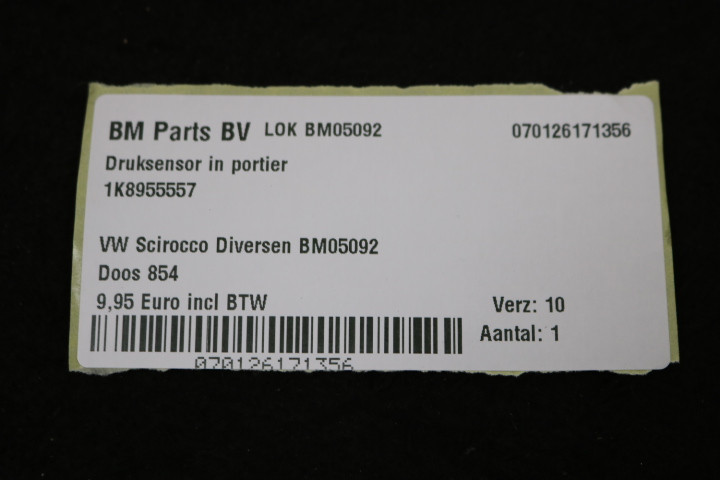 BM Parts BV LOK BM05092 070126171356
Druksensor in portier
1K8955557
VW Scirocco Diversen BM05092
Doos 854
9,95 Euro incl BTW Verz: 10
Aantal: 1
070126171356